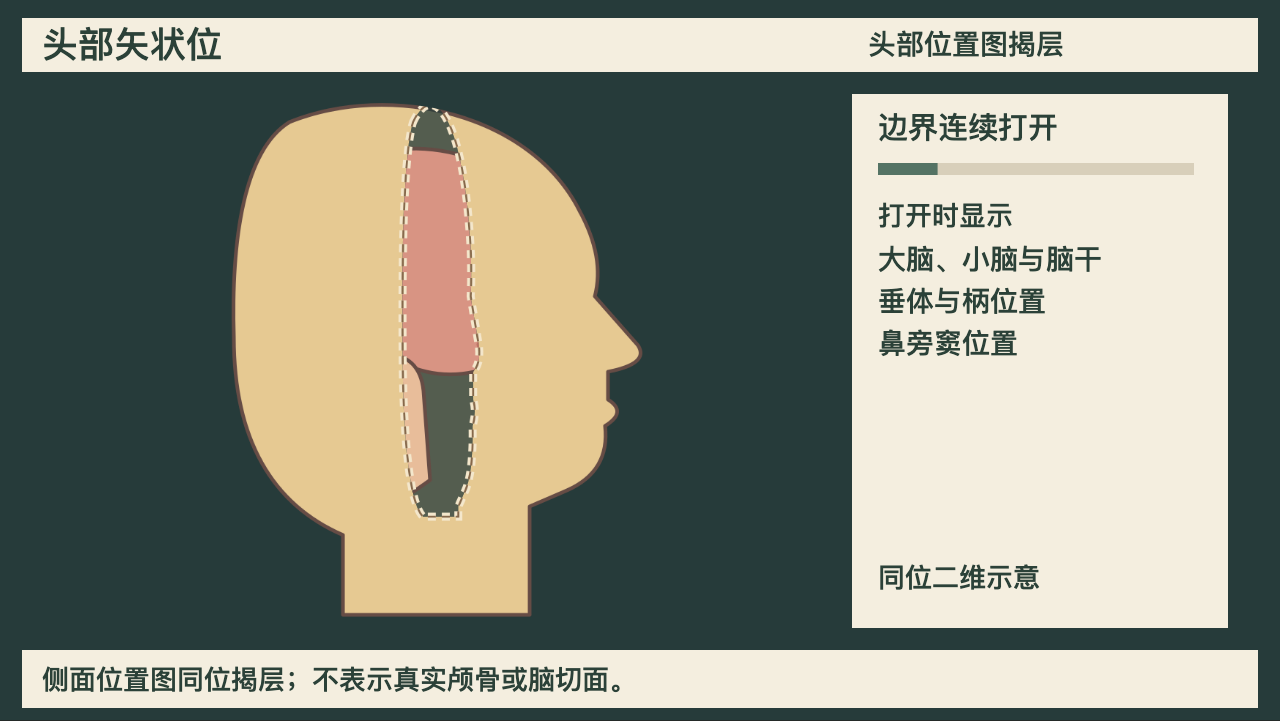 头部矢状位
头部位置图揭层
边界连续打开
打开时显示
大脑、小脑与脑干
垂体与柄位置
鼻旁窦位置
同位二维示意
侧面位置图同位揭层；不表示真实颅骨或脑切面。